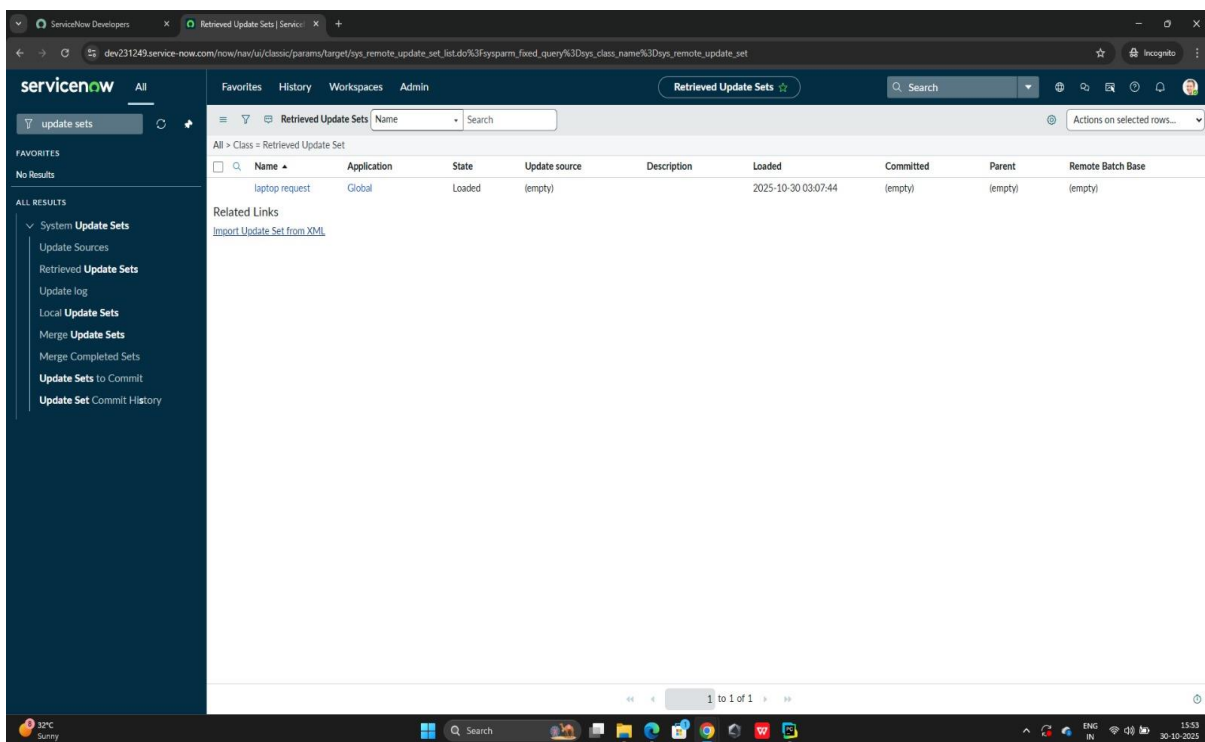 ServiceNow Developers
Retrieved Update Sets | Service
dev231249.service-now.com/now/nav/ui/classic/params/target/sys_remote_update_set_list.do%3Fsysparm_fixed_query%3Dsys_class_name%3Dsys_remote_update_set
Incognito
servicenow All Favorites History Workspaces Admin Retrieved Update Sets Search
update sets
Retrieved Update Sets Name Search Actions on selected rows...
FAVORITES
No Results
ALL RESULTS
System Update Sets
Update Sources
Retrieved Update Sets
Update log
Local Update Sets
Merge Update Sets
Merge Completed Sets
Update Sets to Commit
Update Set Commit History
All > Class = Retrieved Update Set
Name Application State Update source Description Loaded Committed Parent Remote Batch Base
laptop request Global Loaded (empty) 2025-10-30 03:07:44 (empty) (empty) (empty)
Related Links
Import Update Set from XML
1 to 1 of 1
32°C
Sunny
Search
ENG
IN
15:53
30-10-2025